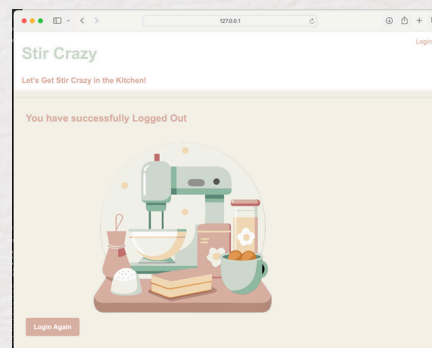 127.0.0.1
Login
Stir Crazy
Let's Get Stir Crazy in the Kitchen!
You have successfully Logged Out
Login Again